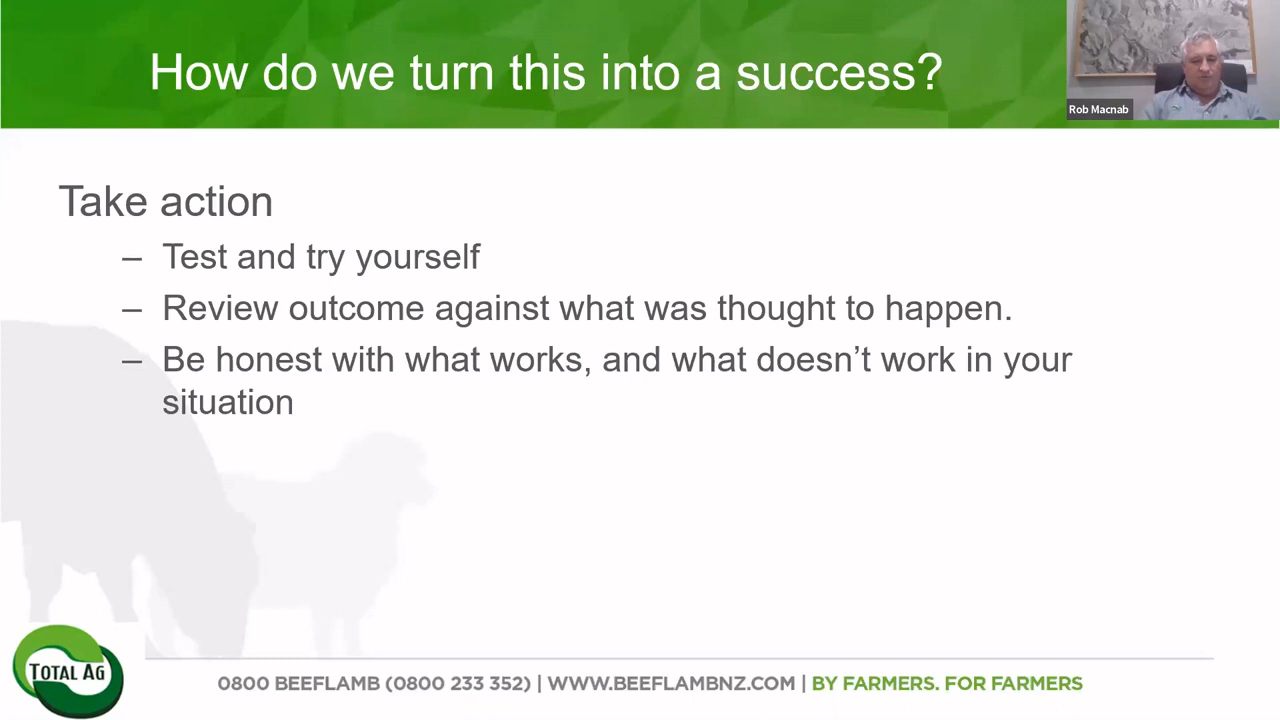 How do we turn this into a success?
Rob Macnab
Take action
– Test and try yourself
– Review outcome against what was thought to happen.
– Be honest with what works, and what doesn’t work in your
situation
TOTAL AG
0800 BEEFLAMB (0800 233 352) | WWW.BEEFLAMBNZ.COM | BY FARMERS. FOR FARMERS